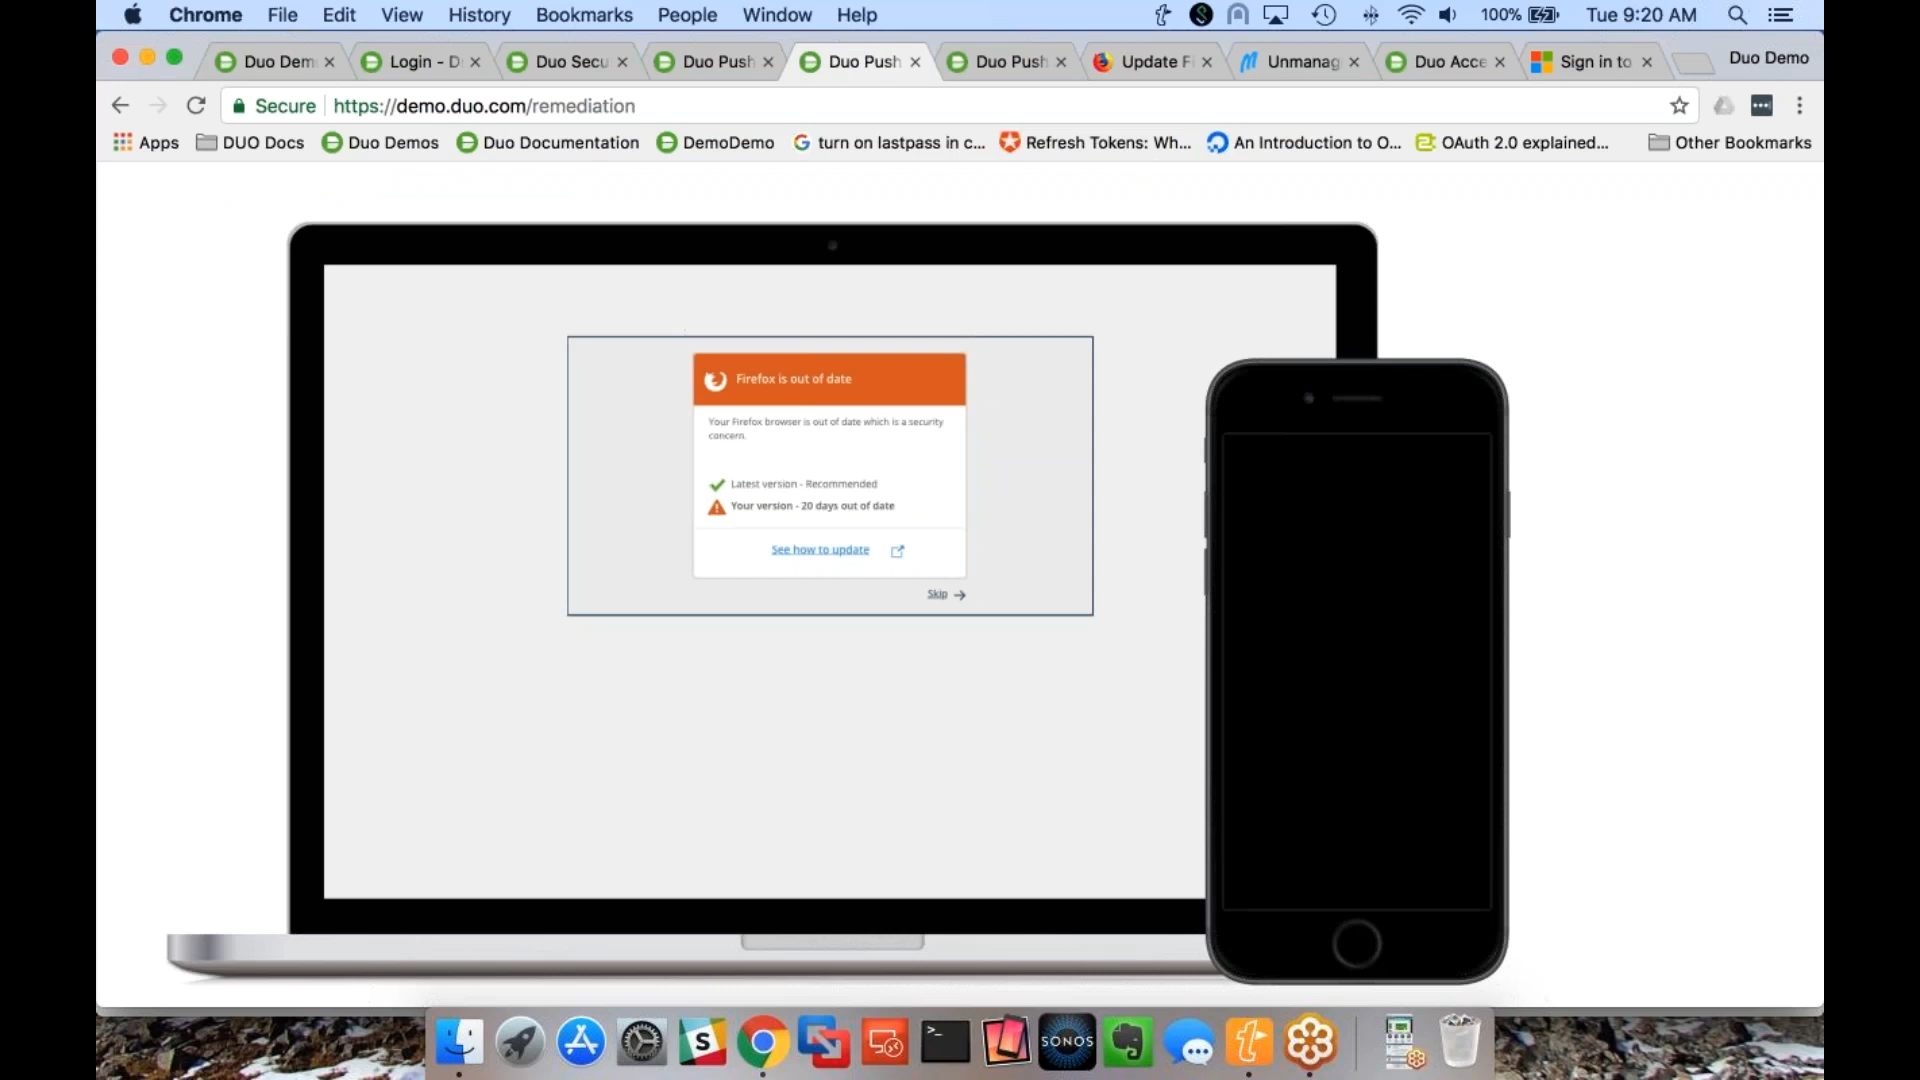 Chrome File Edit View History Bookmarks People Window Help 100% Tue 9:20 AM
Duo Dem Login - D Duo Secu Duo Push Duo Push Duo Push Update Fi Unmanag Duo Acce Sign in to Duo Demo
Secure https://demo.duo.com/remediation
Apps DUO Docs Duo Demos Duo Documentation DemoDemo turn on lastpass in c... Refresh Tokens: Wh... An Introduction to O... OAuth 2.0 explained... Other Bookmarks
Firefox is out of date
Your Firefox browser is out of date which is a security
concern.
Latest version - Recommended
Your version - 20 days out of date
See how to update
Skip
SONOS